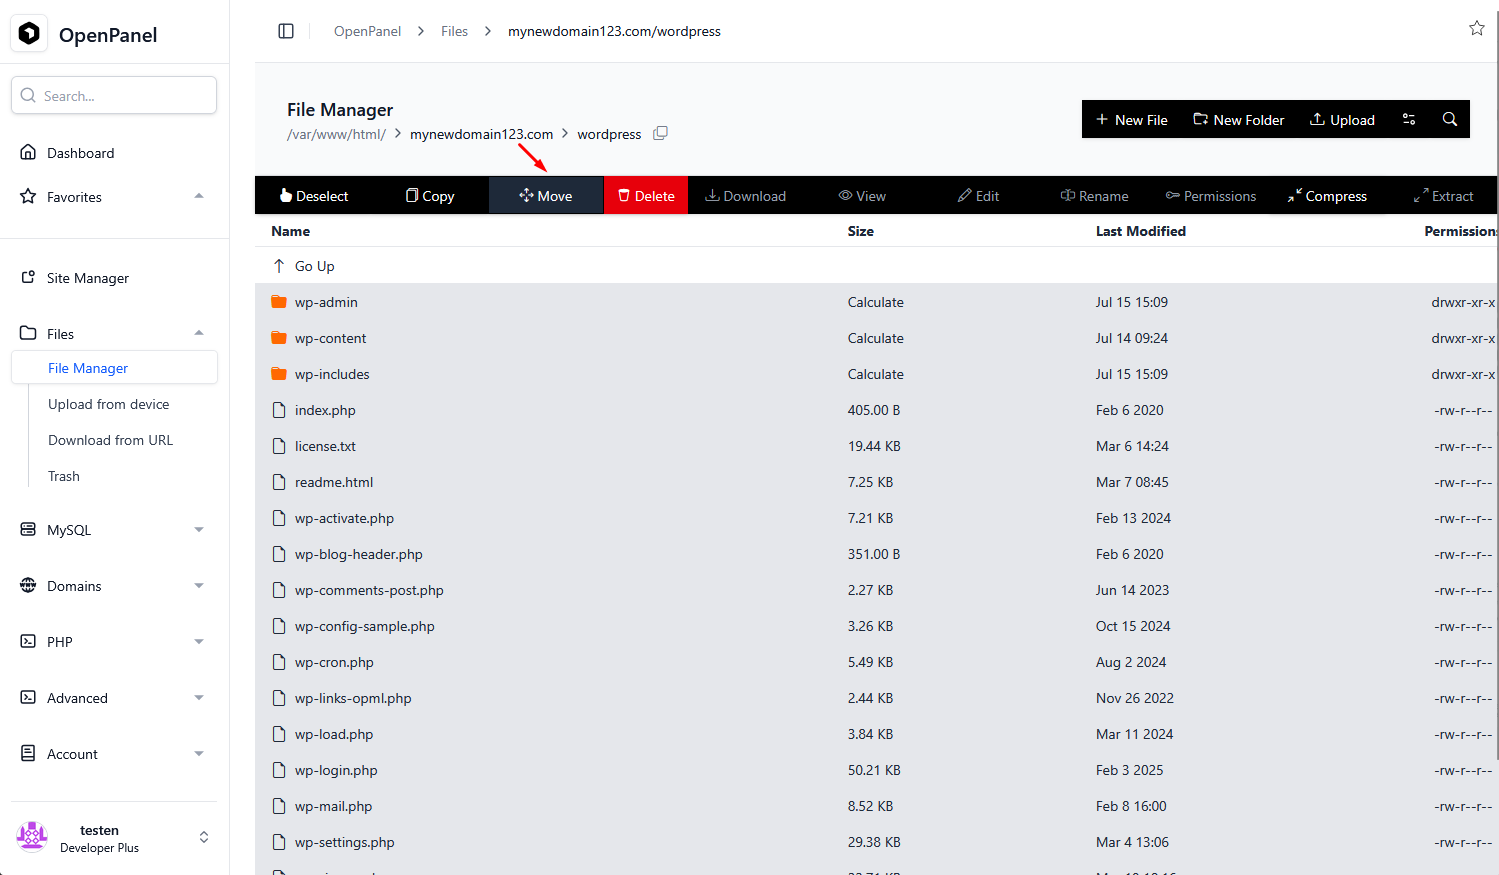 OpenPanel
Search...
Dashboard
Favorites
Site Manager
Files
File Manager
Upload from device
Download from URL
Trash
MySQL
Domains
PHP
Advanced
Account
testen
Developer Plus
OpenPanel > Files > mynewdomain123.com/wordpress
File Manager
/var/www/html/ > mynewdomain123.com > wordpress
New File New Folder Upload
Deselect Copy Move Delete Download View Edit Rename Permissions Compress Extract
Name Size Last Modified Permissions
Go Up
wp-admin Calculate Jul 15 15:09 drwxr-xr-x
wp-content Calculate Jul 14 09:24 drwxr-xr-x
wp-includes Calculate Jul 15 15:09 drwxr-xr-x
index.php 405.00 B Feb 6 2020 -rw-r--r--
license.txt 19.44 KB Mar 6 14:24 -rw-r--r--
readme.html 7.25 KB Mar 7 08:45 -rw-r--r--
wp-activate.php 7.21 KB Feb 13 2024 -rw-r--r--
wp-blog-header.php 351.00 B Feb 6 2020 -rw-r--r--
wp-comments-post.php 2.27 KB Jun 14 2023 -rw-r--r--
wp-config-sample.php 3.26 KB Oct 15 2024 -rw-r--r--
wp-cron.php 5.49 KB Aug 2 2024 -rw-r--r--
wp-links-opml.php 2.44 KB Nov 26 2022 -rw-r--r--
wp-load.php 3.84 KB Mar 11 2024 -rw-r--r--
wp-login.php 50.21 KB Feb 3 2025 -rw-r--r--
wp-mail.php 8.52 KB Feb 8 16:00 -rw-r--r--
wp-settings.php 29.38 KB Mar 4 13:06 -rw-r--r--